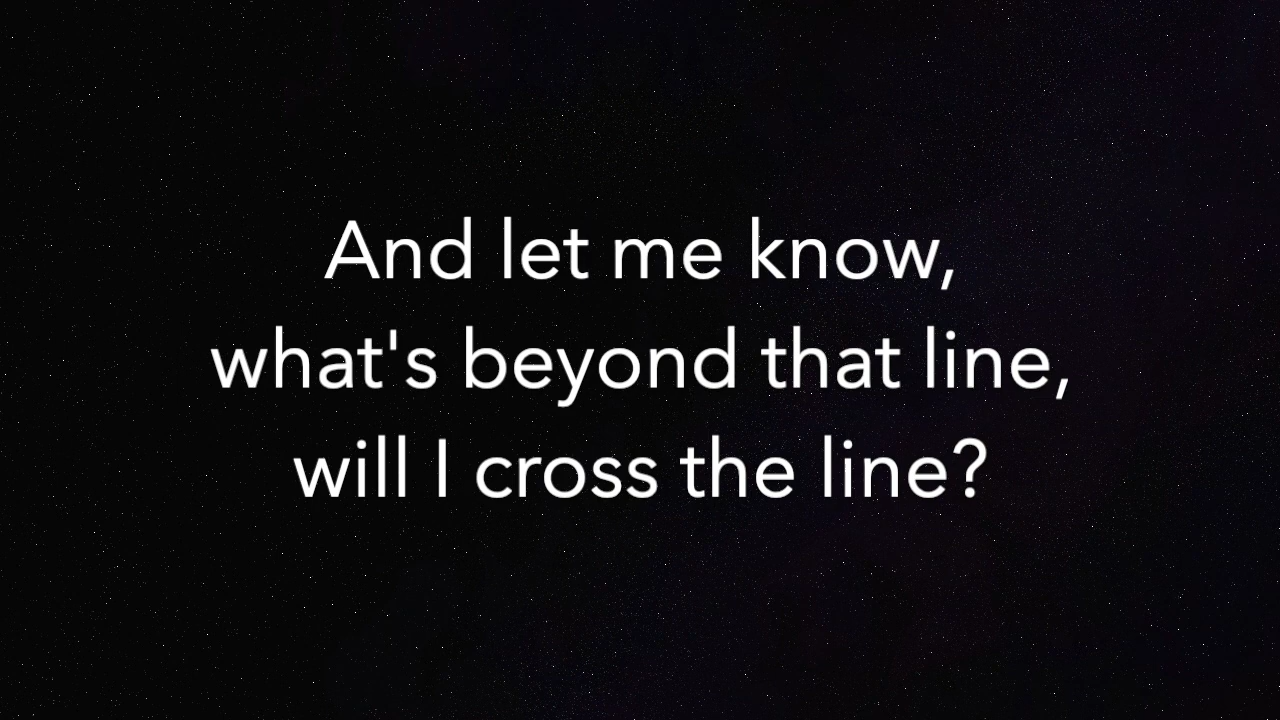 And let me know,
what's beyond that line,
will I cross the line?